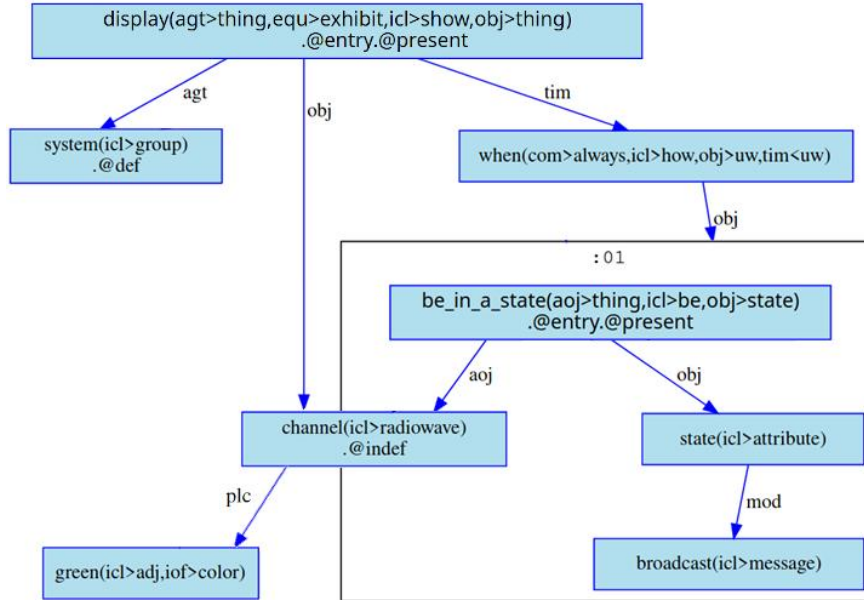 display(agt>thing,equ>exhibit,icl>show,obj>thing)
.@entry.@present
agt
obj
tim
system(icl>group)
.@def
when(com>always,icl>how,obj>uw,tim<uw)
obj
:01
be_in_a_state(aoj>thing,icl>be,obj>state)
.@entry.@present
aoj
obj
channel(icl>radiowave)
.@indef
state(icl>attribute)
plc
mod
green(icl>adj,iof>color)
broadcast(icl>message)